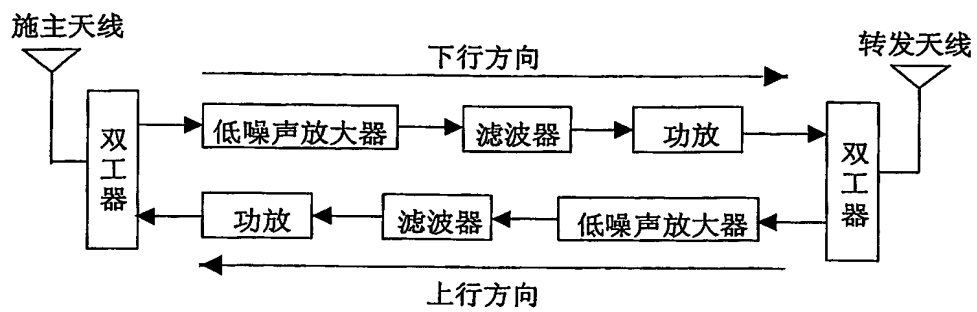 施主天线
转发天线
下行方向
双工器
低噪声放大器
滤波器
功放
双工器
功放
滤波器
低噪声放大器
上行方向